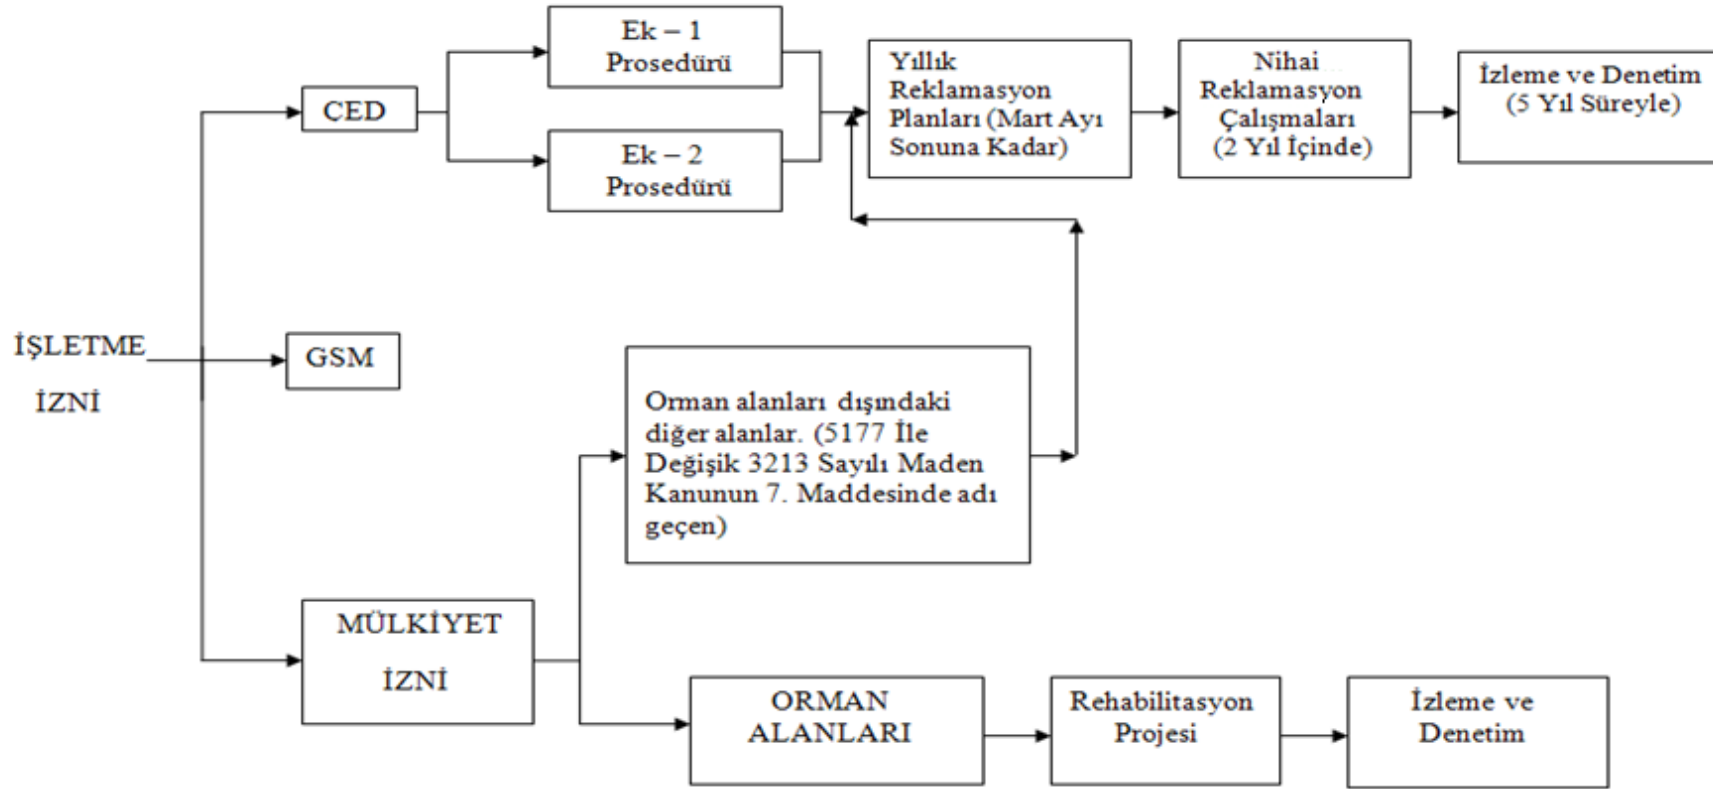 Ek – 1
Prosedürü
Yıllık
Reklamasyon
Planları (Mart Ayı
Sonuna Kadar)
Nihai
Reklamasyon
Çalışmaları
(2 Yıl İçinde)
İzleme ve Denetim
(5 Yıl Süreyle)
CED
Ek – 2
Prosedürü
İŞLETME
İZNİ
GSM
Orman alanları dışındaki
diğer alanlar. (5177 İle
Değişik 3213 Sayılı Maden
Kanunun 7. Maddesinde adı
geçen)
MÜLKİYET
İZNİ
ORMAN
ALANLARI
Rehabilitasyon
Projesi
İzleme ve
Denetim